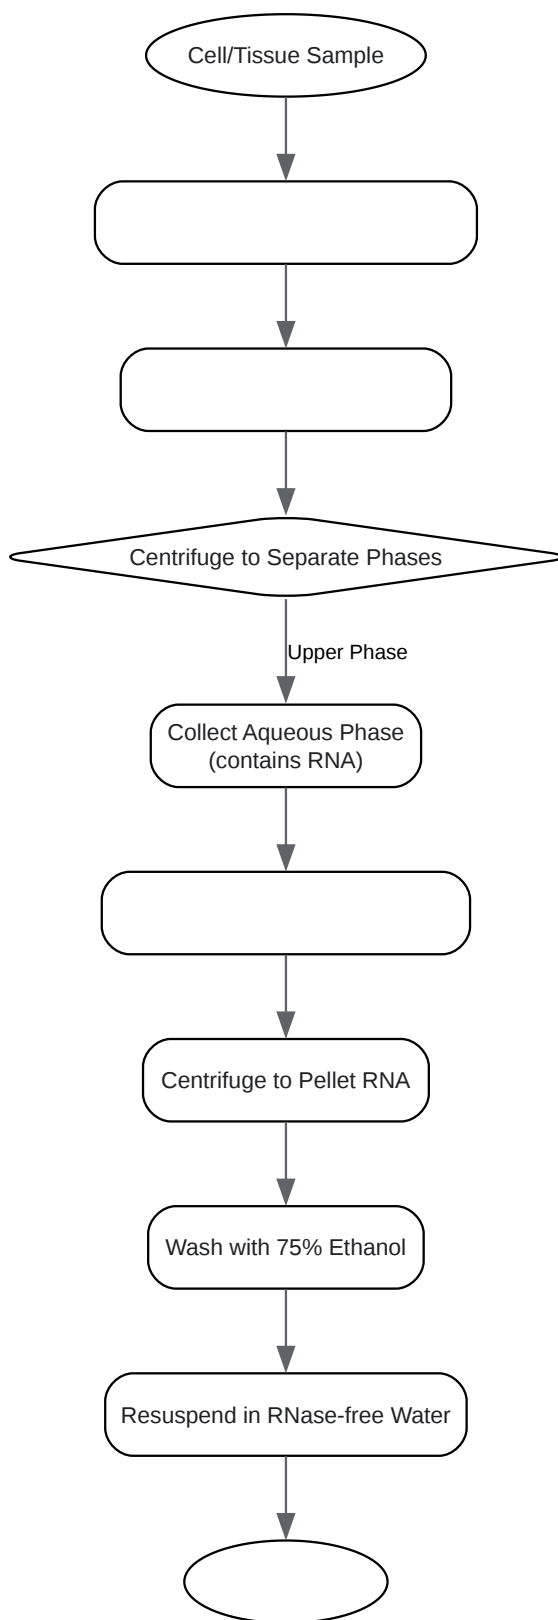 Cell/Tissue Sample
Centrifuge to Separate Phases
Upper Phase
Collect Aqueous Phase
(contains RNA)
Centrifuge to Pellet RNA
Wash with 75% Ethanol
Resuspend in RNase-free Water